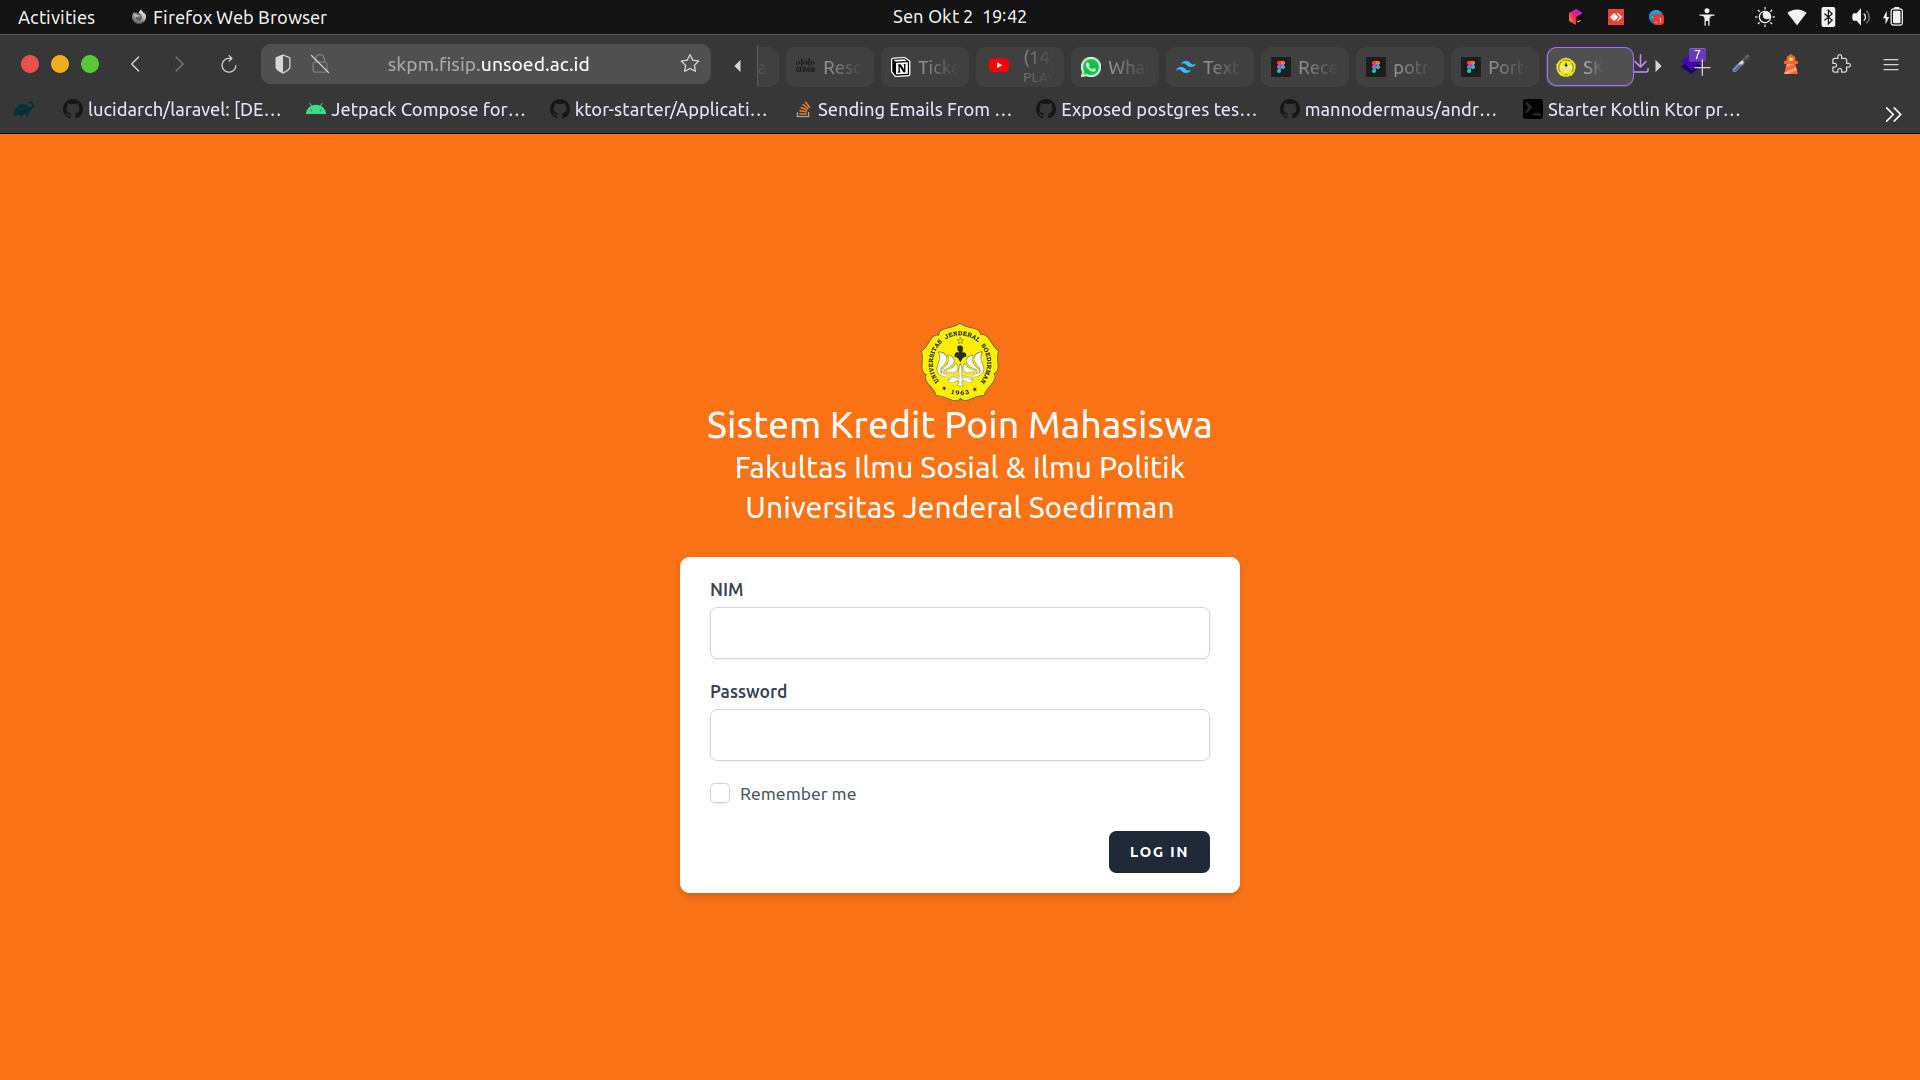 Activities
Firefox Web Browser
Sen Okt 2 19:42
skpm.fisip.unsoed.ac.id
Tick
(14
Wha
Text
Rece
potr
Port
SK
7
lucidarch/laravel: [DE…
Jetpack Compose for…
ktor-starter/Applicati…
Sending Emails From …
Exposed postgres tes…
mannodermaus/andr…
Starter Kotlin Ktor pr…
UNIVERSITAS JENDERAL SOEDIRMAN
1963
Sistem Kredit Poin Mahasiswa
Fakultas Ilmu Sosial & Ilmu Politik
Universitas Jenderal Soedirman
NIM
Password
Remember me
LOG IN